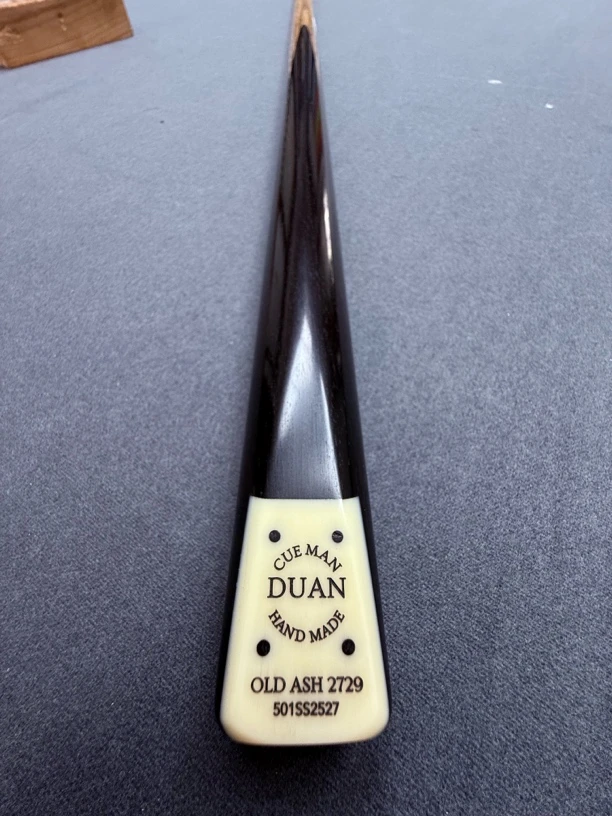 CUE MAN
DUAN
HAND MADE
OLD ASH 2729
501SS2527